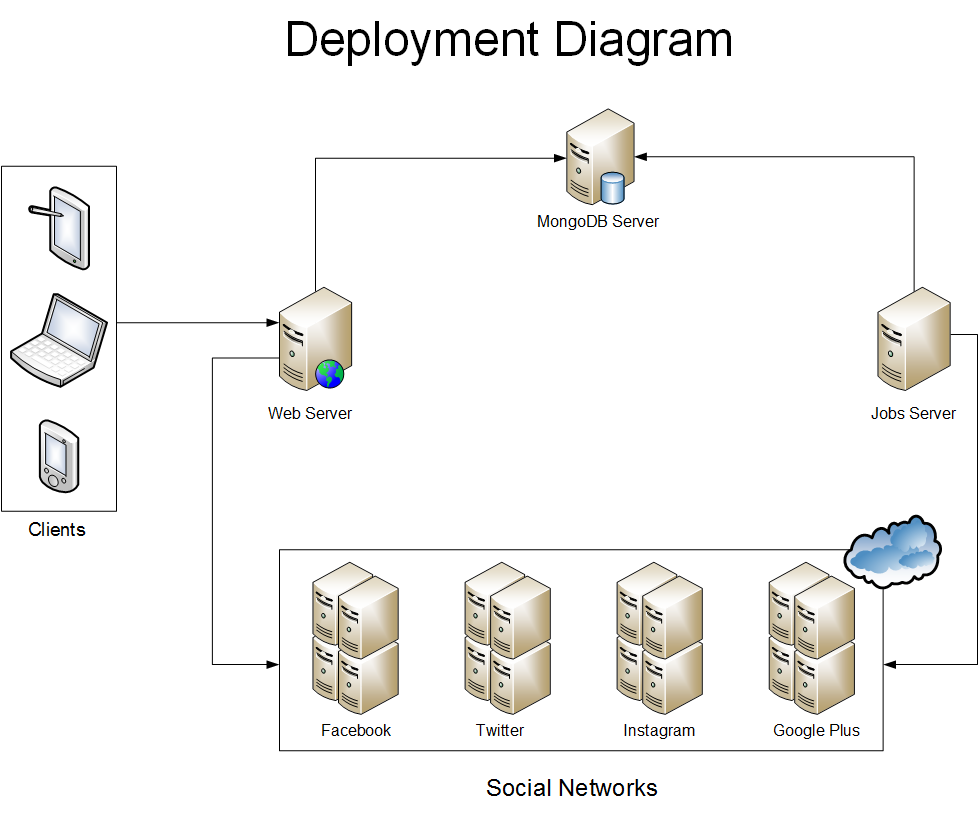 Deployment Diagram
MongoDB Server
Web Server
Jobs Server
Clients
Facebook
Twitter
Instagram
Google Plus
Social Networks